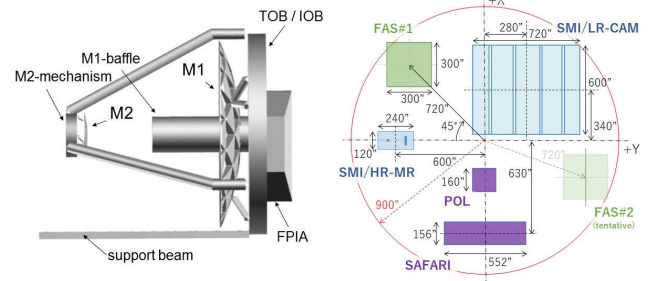 TOB / IOB
M1-baffle
M1
M2-mechanism
M2
FPIA
support beam
+X
FAS#1
280”
SMI/LR-CAM
720”
300”
300”
720”
600”
340”
45°
240”
120”
600”
+Y
SMI/HR-MR
720”
160”
630”
POL
900”
FAS#2
(tentative)
156”
552”
SAFARI